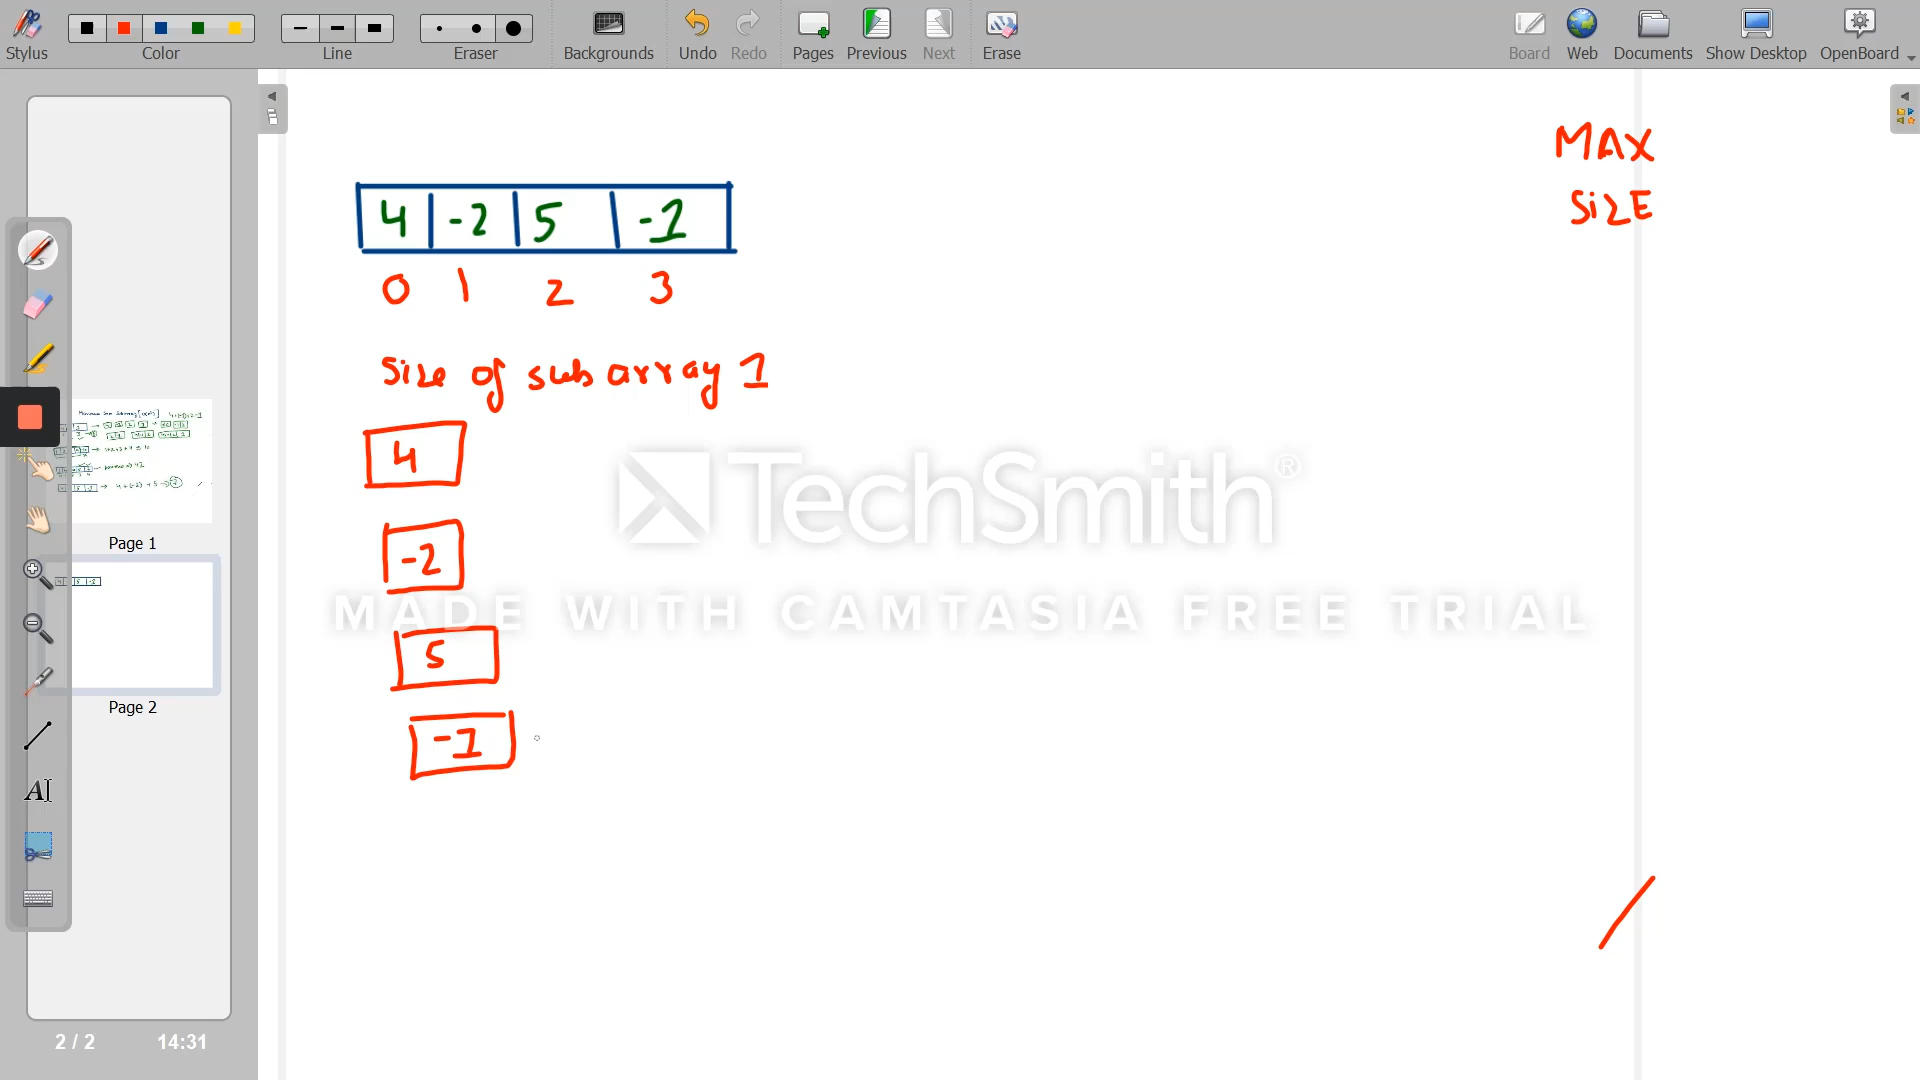 Stylus
Color
Line
Eraser
Backgrounds
Undo
Redo
Pages
Previous
Next
Erase
Board
Web
Documents
Show Desktop
OpenBoard
MAX
SIZE
4 -2 5 -1
0 1 2 3
Size of sub array 1
4
-2
5
-1
TechSmith®
MADE WITH CAMTASIA FREE TRIAL
Page 1
Page 2
2 / 2
14:31